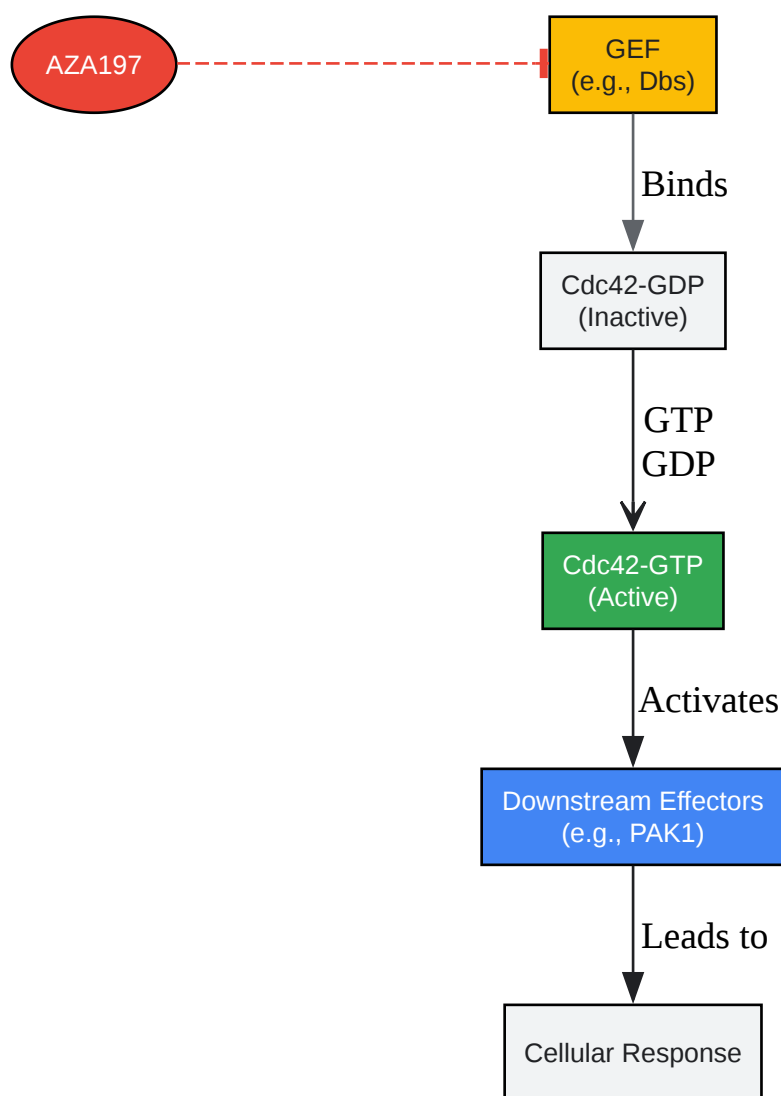 AZA197
GEF
(e.g., Dbs)
Binds
Cdc42-GDP
(Inactive)
GTP
GDP
Cdc42-GTP
(Active)
Activates
Downstream Effectors
(e.g., PAK1)
Leads to
Cellular Response